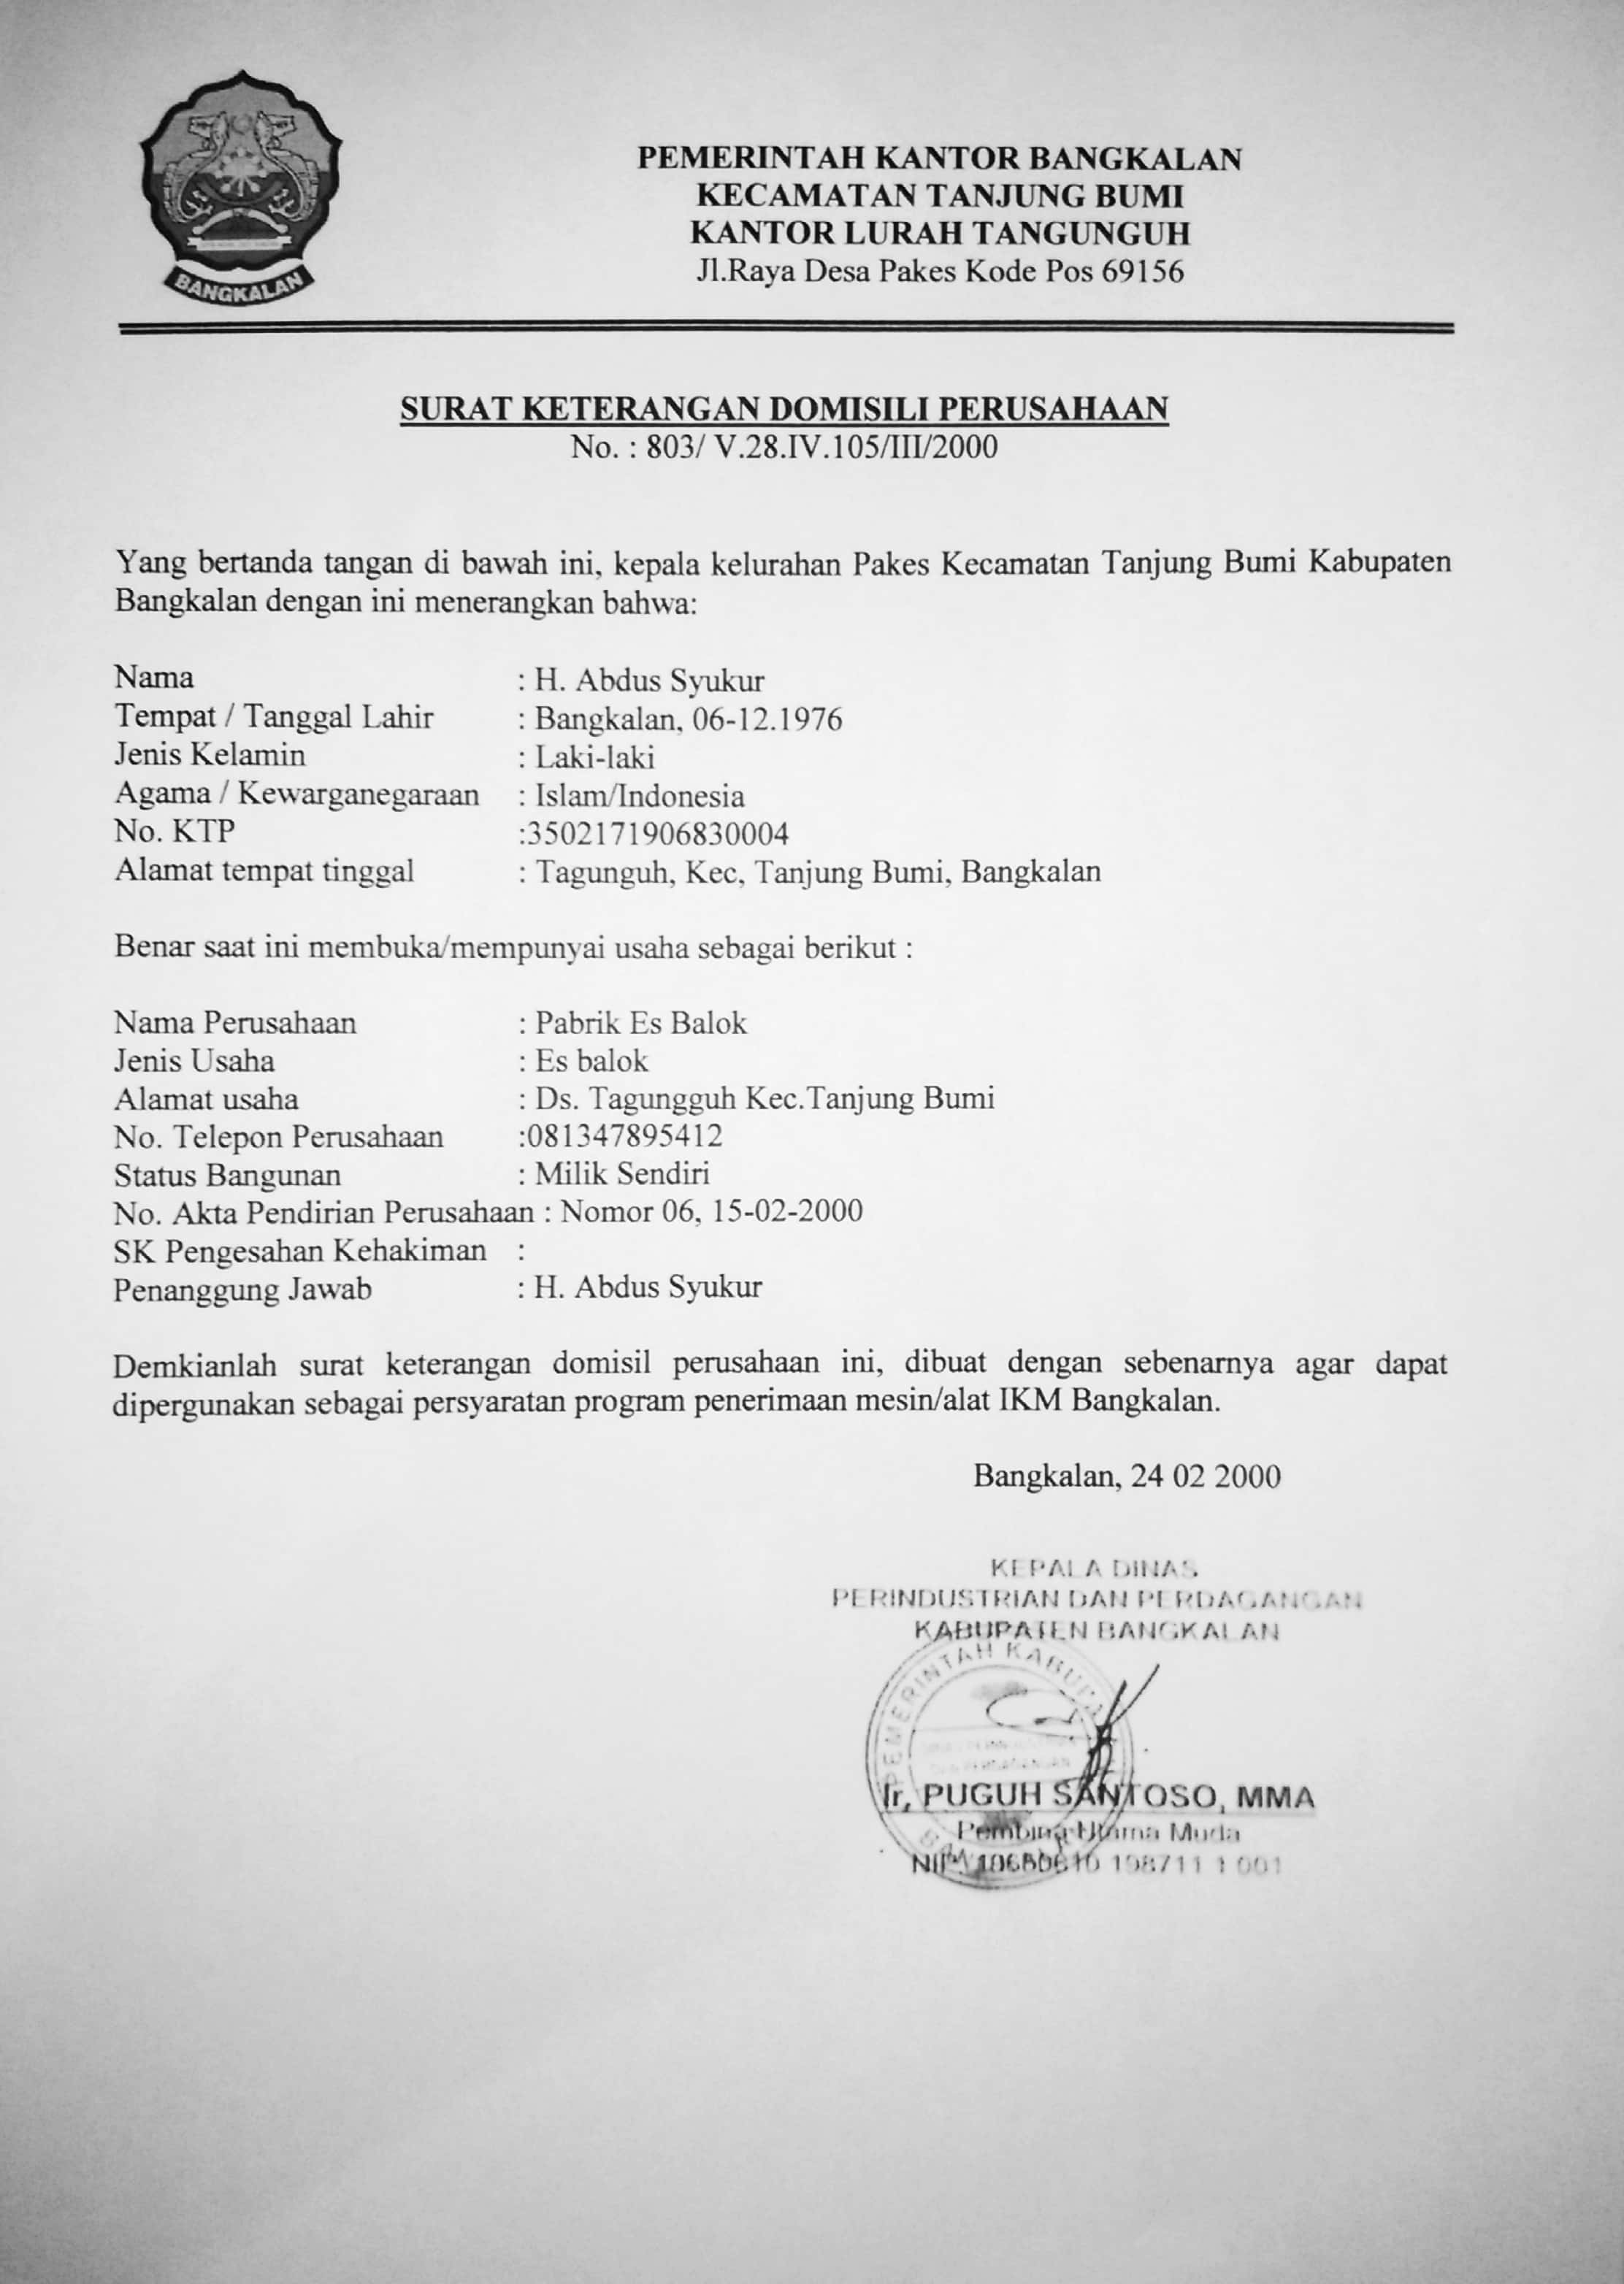 BANGKALAN
PEMERINTAH KANTOR BANGKALAN
KECAMATAN TANJUNG BUMI
KANTOR LURAH TANGUNGUH
Jl.Raya Desa Pakes Kode Pos 69156
SURAT KETERANGAN DOMISILI PERUSAHAAN
No. : 803/ V.28.IV.105/III/2000
Yang bertanda tangan di bawah ini, kepala kelurahan Pakes Kecamatan Tanjung Bumi Kabupaten
Bangkalan dengan ini menerangkan bahwa:
Nama : H. Abdus Syukur
Tempat / Tanggal Lahir : Bangkalan, 06-12.1976
Jenis Kelamin : Laki-laki
Agama / Kewarganegaraan : Islam/Indonesia
No. KTP :3502171906830004
Alamat tempat tinggal : Tagunguh, Kec, Tanjung Bumi, Bangkalan
Benar saat ini membuka/mempunyai usaha sebagai berikut :
Nama Perusahaan : Pabrik Es Balok
Jenis Usaha : Es balok
Alamat usaha : Ds. Tagungguh Kec.Tanjung Bumi
No. Telepon Perusahaan :081347895412
Status Bangunan : Milik Sendiri
No. Akta Pendirian Perusahaan : Nomor 06, 15-02-2000
SK Pengesahan Kehakiman :
Penanggung Jawab : H. Abdus Syukur
Demkianlah surat keterangan domisil perusahaan ini, dibuat dengan sebenarnya agar dapat
dipergunakan sebagai persyaratan program penerimaan mesin/alat IKM Bangkalan.
Bangkalan, 24 02 2000
KEPALA DINAS
PERINDUSTRIAN DAN PERDAGANGAN
KABUPATEN BANGKALAN
PEMERINTAH
Ir, PUGUH SANTOSO, MMA
Pembina Utama Muda
NIP.